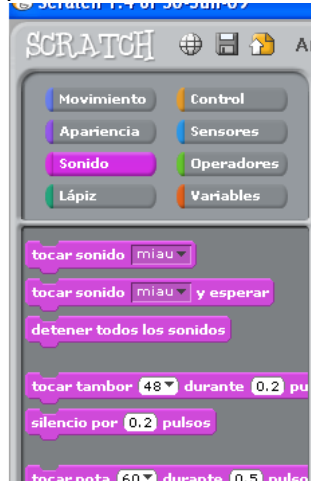 Scratch 1.4 of 30-Jun-09
SCRATCH A
Movimiento Control
Apariencia Sensores
Sonido Operadores
Lápiz Variables
tocar sonido miau
tocar sonido miau y esperar
detener todos los sonidos
tocar tambor 48 durante 0.2 pu
silencio por 0.2 pulsos
tocar nota 60 durante 0.5 pulso